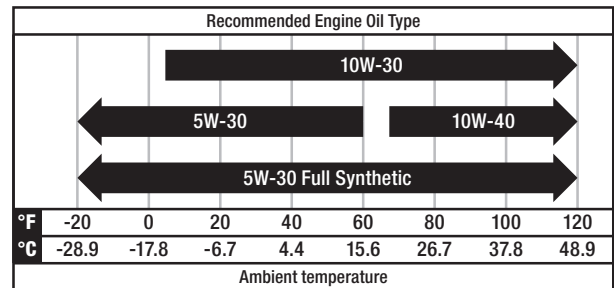 Recommended Engine Oil Type
10W-30
5W-30 10W-40
5W-30 Full Synthetic
°F -20 0 20 40 60 80 100 120
°C -28.9 -17.8 -6.7 4.4 15.6 26.7 37.8 48.9
Ambient temperature